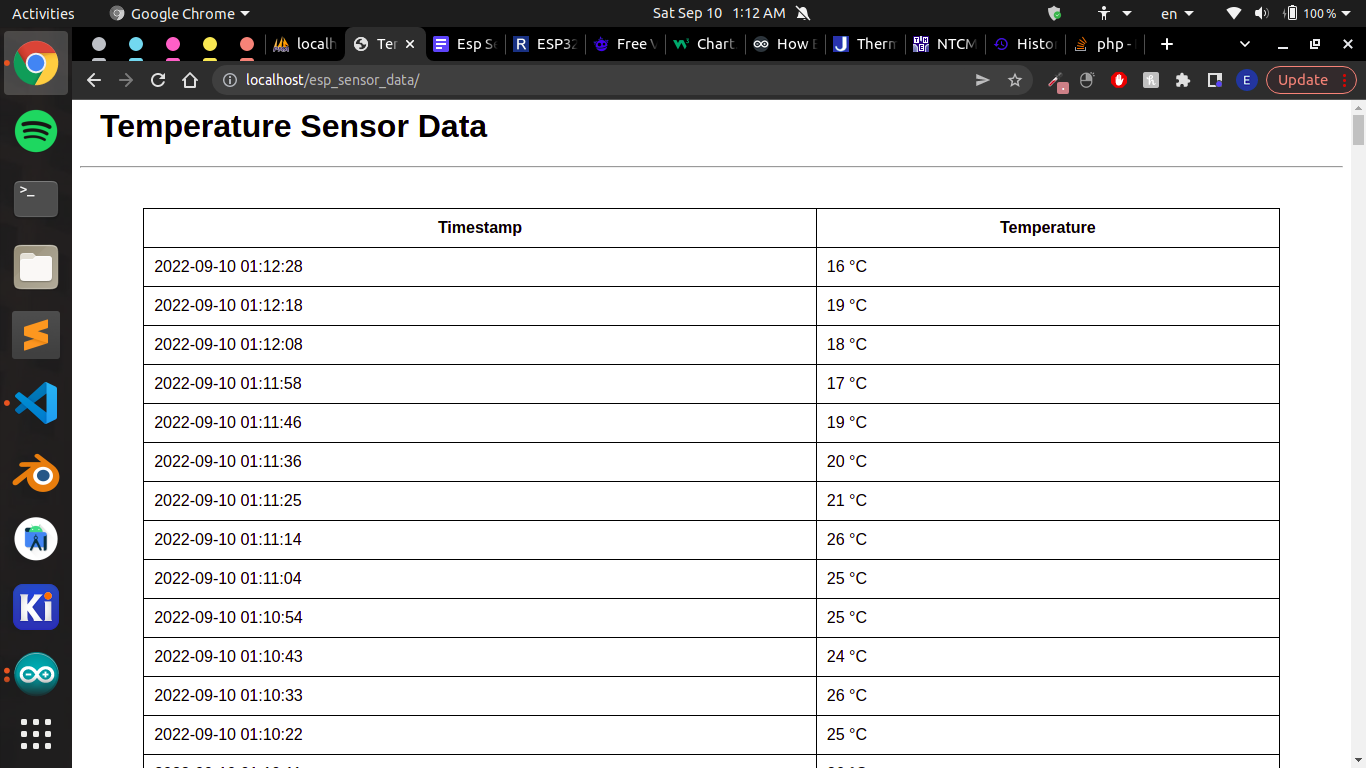 Activities Google Chrome Sat Sep 10 1:12 AM en 100 %
localh Ter Esp Se ESP32 Free V Chart. How E Therm NTCM Histor php -
localhost/esp_sensor_data/ E Update
Temperature Sensor Data
Timestamp Temperature
2022-09-10 01:12:28 16 °C
2022-09-10 01:12:18 19 °C
2022-09-10 01:12:08 18 °C
2022-09-10 01:11:58 17 °C
2022-09-10 01:11:46 19 °C
2022-09-10 01:11:36 20 °C
2022-09-10 01:11:25 21 °C
2022-09-10 01:11:14 26 °C
2022-09-10 01:11:04 25 °C
2022-09-10 01:10:54 25 °C
2022-09-10 01:10:43 24 °C
2022-09-10 01:10:33 26 °C
2022-09-10 01:10:22 25 °C